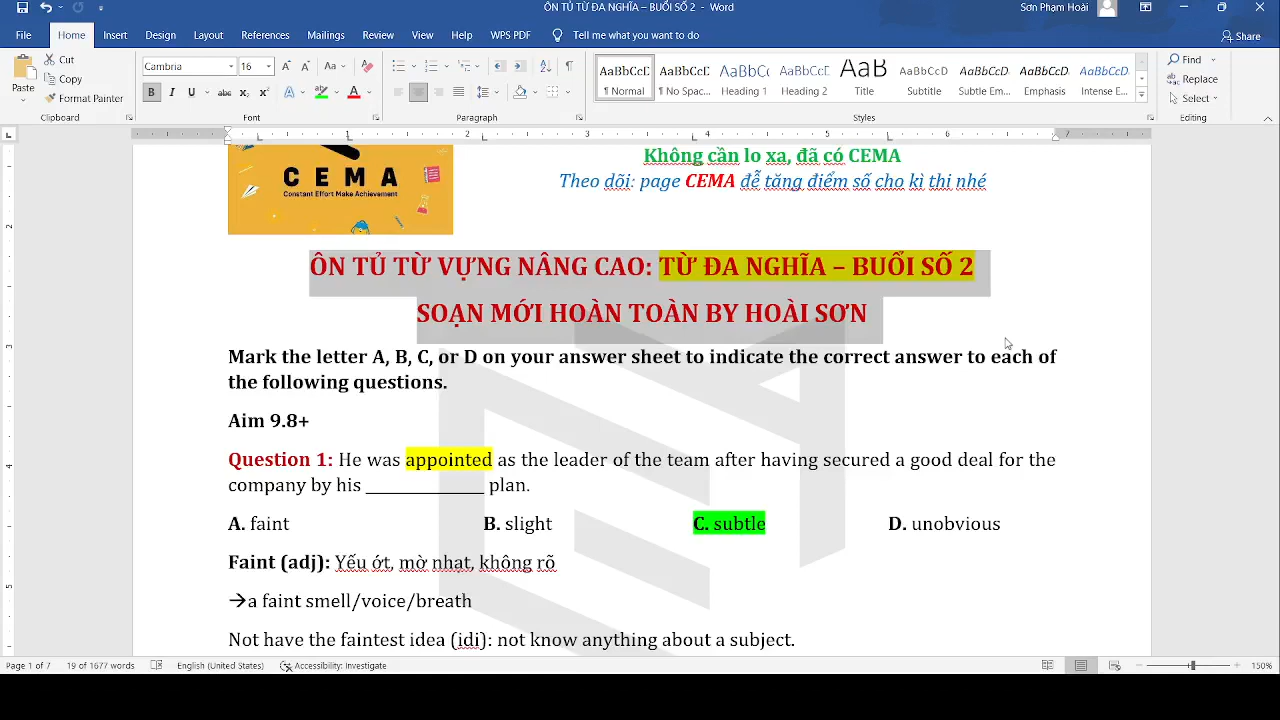 ÔN TỦ TỪ ĐA NGHĨA – BUỔI SỐ 2 - Word
Sơn Phạm Hoài
File Home Insert Design Layout References Mailings Review View Help WPS PDF Tell me what you want to do Share
Paste
Cut
Copy
Format Painter
Cambria 16
Clipboard Font Paragraph Styles Editing
AaBbCcD ¶ Normal
AaBbCcD ¶ No Spac...
AaBbCc Heading 1
AaBbCcC Heading 2
AaB Title
AaBbCcD Subtitle
AaBbCcD Subtle Em...
AaBbCcD Emphasis
AaBbCcD Intense E...
Find
Replace
Select
CEMA
Constant Effort Make Achievement
Không cần lo xa, đã có CEMA
Theo dõi: page CEMA để tăng điểm số cho kì thi nhé
ÔN TỦ TỪ VỰNG NÂNG CAO: TỪ ĐA NGHĨA – BUỔI SỐ 2
SOẠN MỚI HOÀN TOÀN BY HOÀI SƠN
Mark the letter A, B, C, or D on your answer sheet to indicate the correct answer to each of
the following questions.
Aim 9.8+
Question 1: He was appointed as the leader of the team after having secured a good deal for the
company by his ______________ plan.
A. faint B. slight C. subtle D. unobvious
Faint (adj): Yếu ớt, mờ nhạt, không rõ
→a faint smell/voice/breath
Not have the faintest idea (idi): not know anything about a subject.
Page 1 of 7 19 of 1677 words English (United States) Accessibility: Investigate 150%